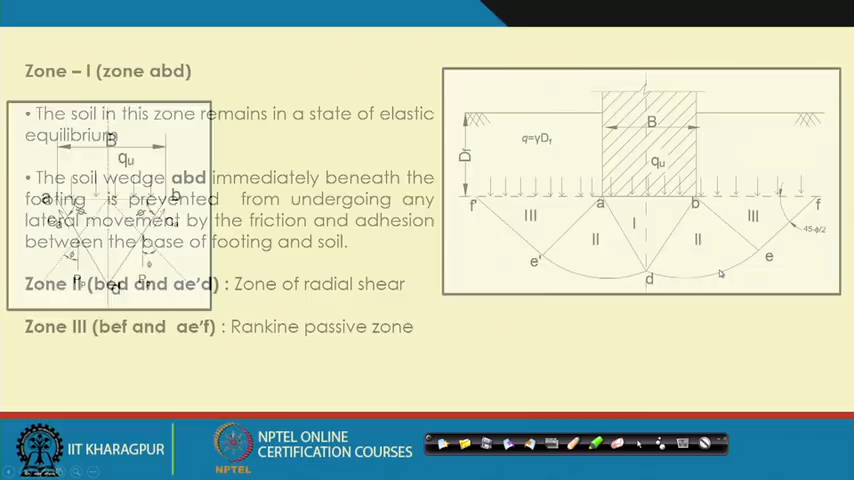 Zone – I (zone abd)
• The soil in this zone remains in a state of elastic
equilibrium
• The soil wedge abd immediately beneath the
footing is prevented from undergoing any
lateral movement by the friction and adhesion
between the base of footing and soil.
Zone II (bed and ae'd) : Zone of radial shear
Zone III (bef and ae'f) : Rankine passive zone
B
qu
a
b
d
φ
φ
B
q=γDf
Df
qu
f'
a
b
f
III
II
I
II
III
45-φ/2
e'
d
e
IIT KHARAGPUR
NPTEL
NPTEL ONLINE
CERTIFICATION COURSES